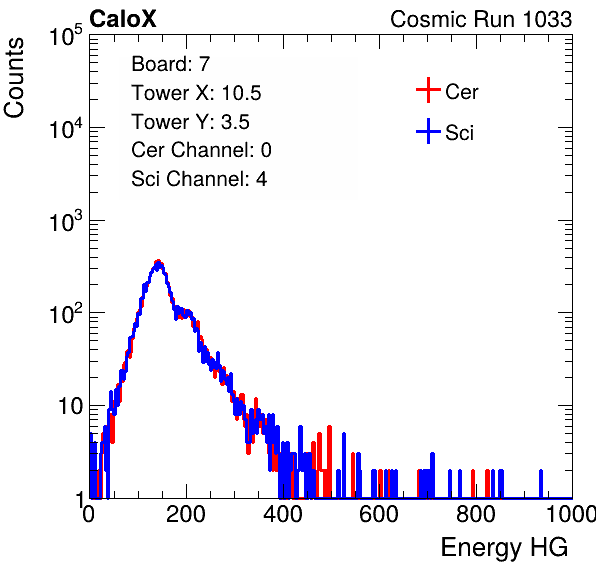 CaloX Cosmic Run 1033
Counts
10^5
10^4
10^3
10^2
10
1
Board: 7
Tower X: 10.5
Tower Y: 3.5
Cer Channel: 0
Sci Channel: 4
Cer
Sci
0 200 400 600 800 1000
Energy HG